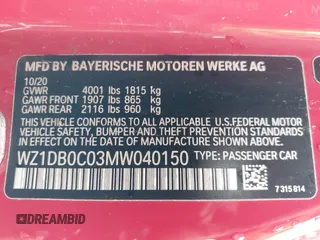 MFD BY BAYERISCHE MOTOREN WERKE AG
10/20
GVWR 4001 lbs 1815 kg
GAWR FRONT 1907 lbs 865 kg
GAWR REAR 2116 lbs 960 kg
THIS VEHICLE CONFORMS TO ALL APPLICABLE U.S.FEDERAL MOTOR
VEHICLE SAFETY, BUMPER, AND THEFT PREVENTION STANDARDS
IN EFFECT ON THE DATE OF MANUFACTURE SHOWN ABOVE.
WZ1DB0C03MW040150 TYPE: PASSENGER CAR
7 315 814